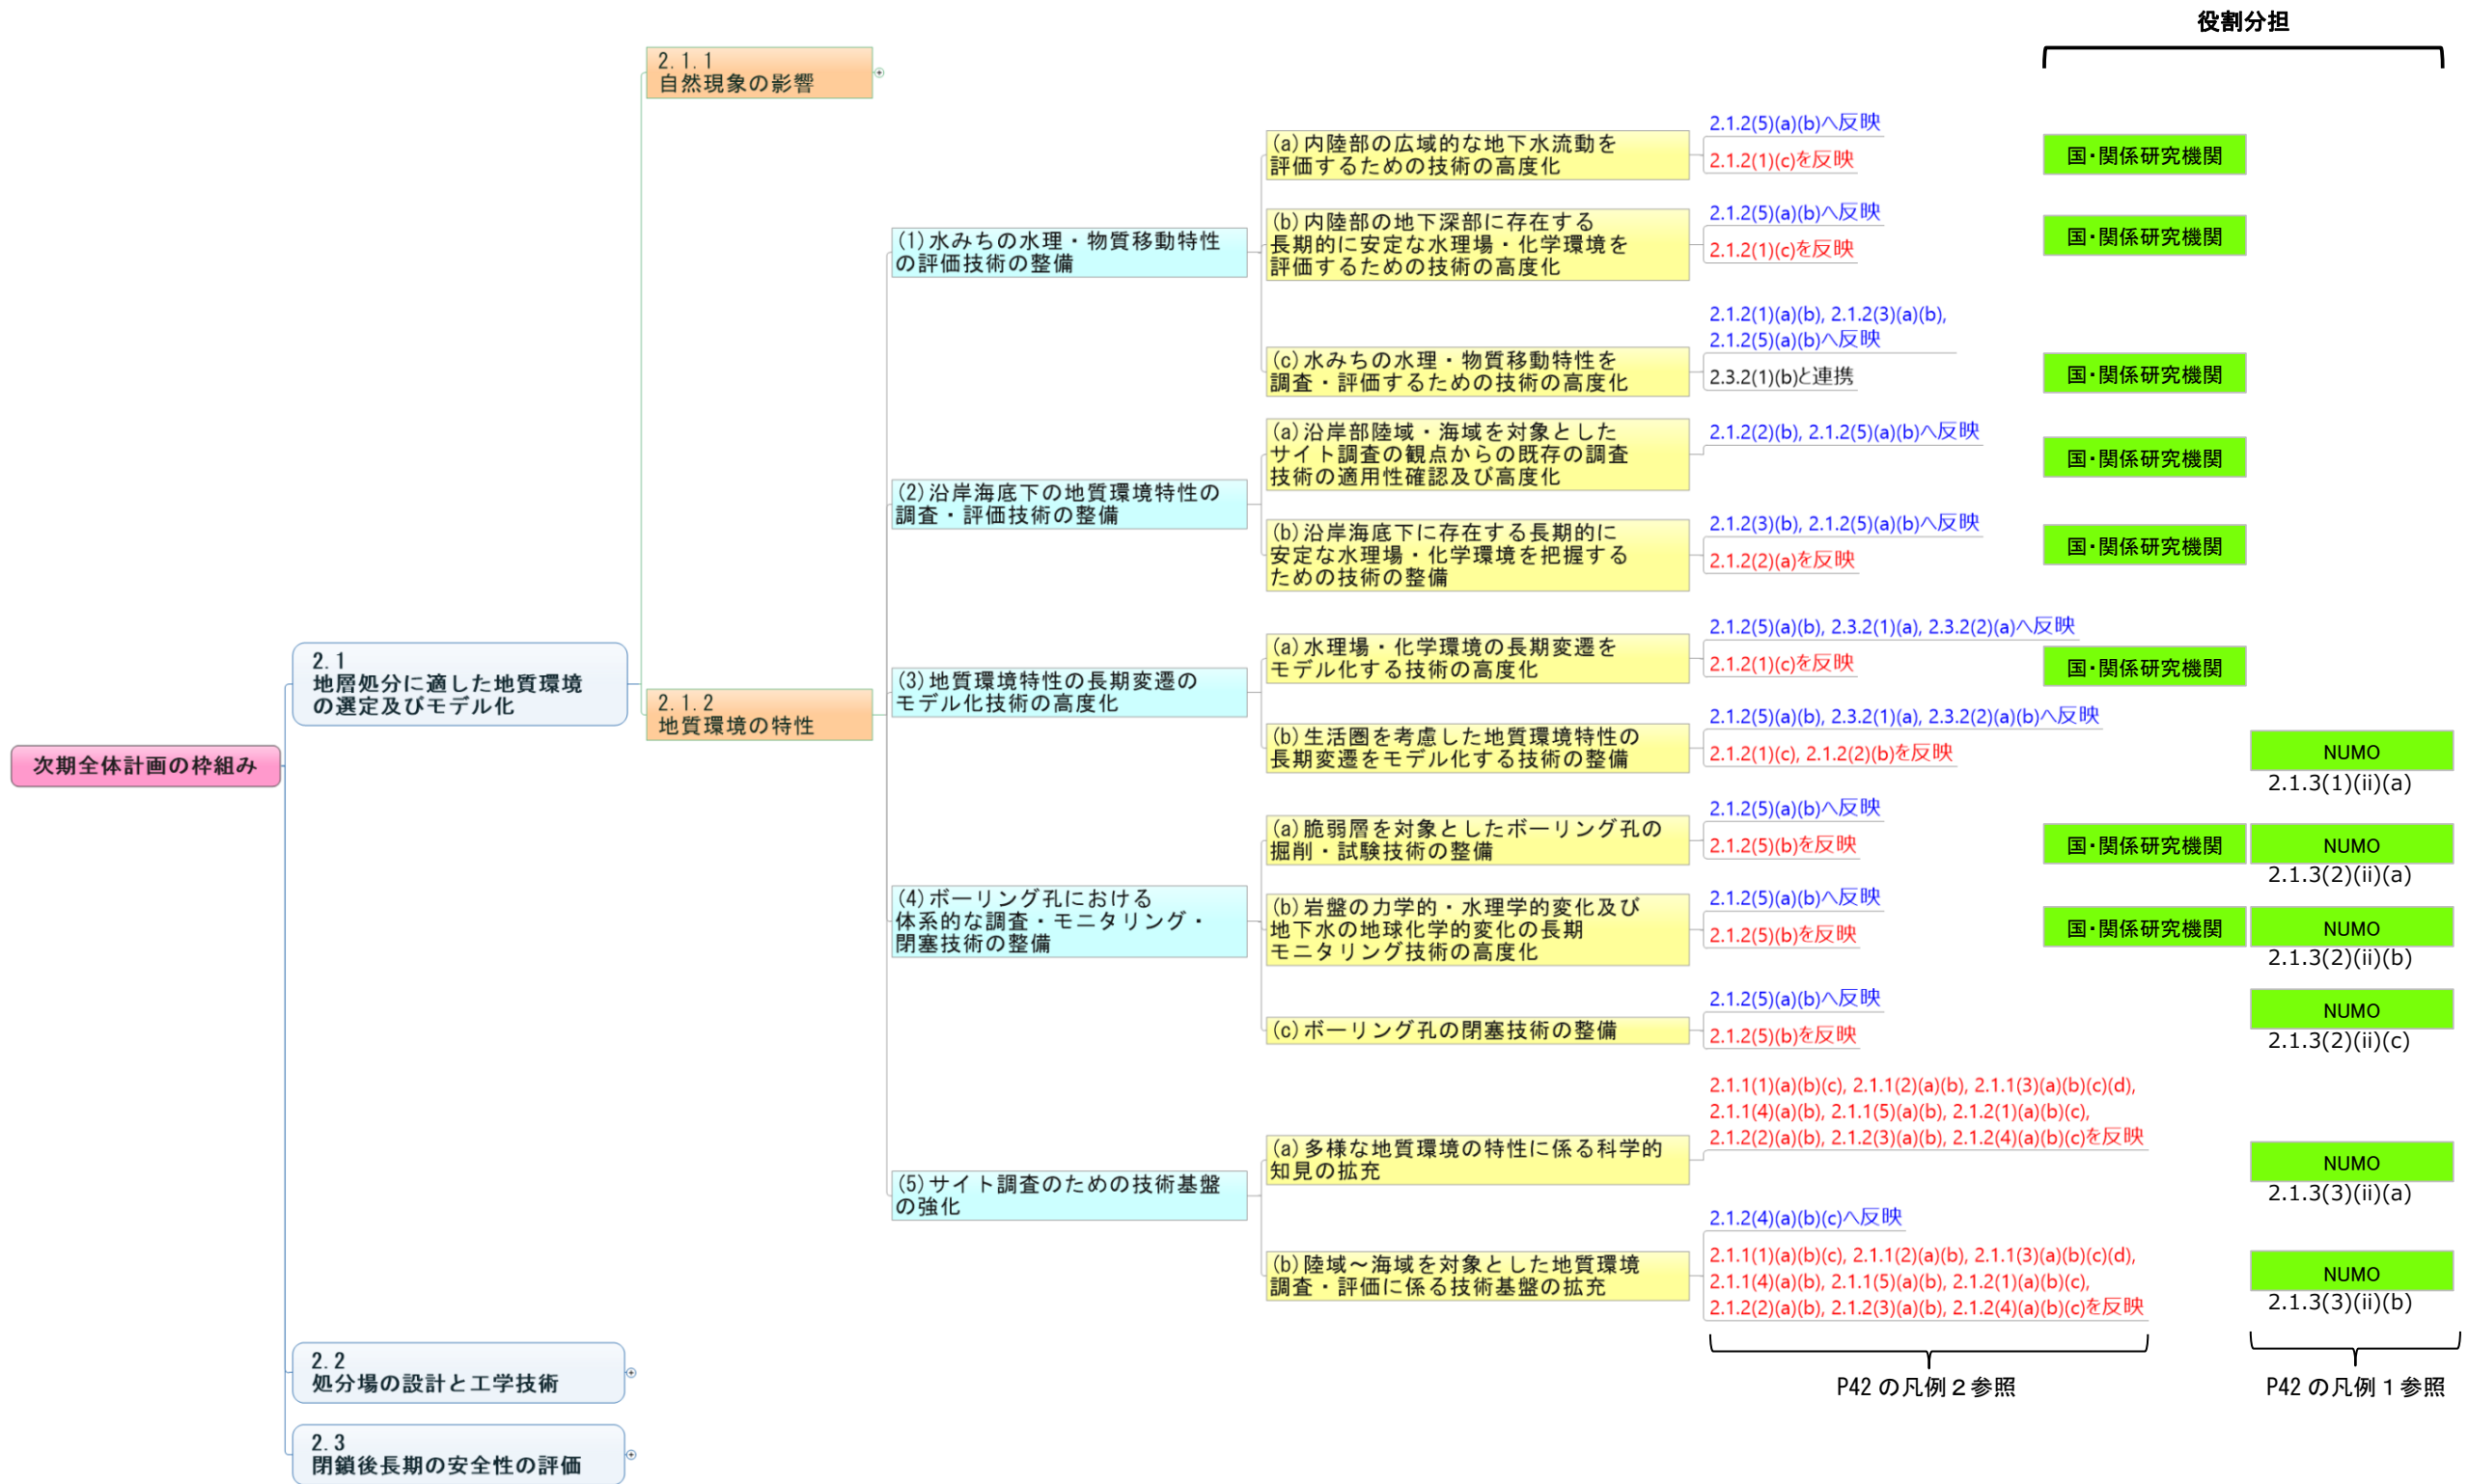 役割分担
2.1.1
自然現象の影響
(a)内陸部の広域的な地下水流動を
評価するための技術の高度化
2.1.2(5)(a)(b)へ反映
2.1.2(1)(c)を反映
国・関係研究機関
(1)水みちの水理・物質移動特性
の評価技術の整備
(b)内陸部の地下深部に存在する
長期的に安定な水理場・化学環境を
評価するための技術の高度化
2.1.2(5)(a)(b)へ反映
2.1.2(1)(c)を反映
国・関係研究機関
(c)水みちの水理・物質移動特性を
調査・評価するための技術の高度化
2.1.2(1)(a)(b), 2.1.2(3)(a)(b),
2.1.2(5)(a)(b)へ反映
2.3.2(1)(b)と連携
国・関係研究機関
(2)沿岸海底下の地質環境特性の
調査・評価技術の整備
(a)沿岸部陸域・海域を対象とした
サイト調査の観点からの既存の調査
技術の適用性確認及び高度化
2.1.2(2)(b), 2.1.2(5)(a)(b)へ反映
国・関係研究機関
(b)沿岸海底下に存在する長期的に
安定な水理場・化学環境を把握する
ための技術の整備
2.1.2(3)(b), 2.1.2(5)(a)(b)へ反映
2.1.2(2)(a)を反映
国・関係研究機関
次期全体計画の枠組み
2.1
地層処分に適した地質環境
の選定及びモデル化
2.1.2
地質環境の特性
(3)地質環境特性の長期変遷の
モデル化技術の高度化
(a)水理場・化学環境の長期変遷を
モデル化する技術の高度化
2.1.2(5)(a)(b), 2.3.2(1)(a), 2.3.2(2)(a)へ反映
2.1.2(1)(c)を反映
国・関係研究機関
(b)生活圏を考慮した地質環境特性の
長期変遷をモデル化する技術の整備
2.1.2(5)(a)(b), 2.3.2(1)(a), 2.3.2(2)(a)(b)へ反映
2.1.2(1)(c), 2.1.2(2)(b)を反映
NUMO
2.1.3(1)(ii)(a)
(4)ボーリング孔における
体系的な調査・モニタリング・
閉塞技術の整備
(a)脆弱層を対象としたボーリング孔の
掘削・試験技術の整備
2.1.2(5)(a)(b)へ反映
2.1.2(5)(b)を反映
国・関係研究機関
NUMO
2.1.3(2)(ii)(a)
(b)岩盤の力学的・水理学的変化及び
地下水の地球化学的変化の長期
モニタリング技術の高度化
2.1.2(5)(a)(b)へ反映
2.1.2(5)(b)を反映
国・関係研究機関
NUMO
2.1.3(2)(ii)(b)
(c)ボーリング孔の閉塞技術の整備
2.1.2(5)(a)(b)へ反映
2.1.2(5)(b)を反映
NUMO
2.1.3(2)(ii)(c)
(5)サイト調査のための技術基盤
の強化
(a)多様な地質環境の特性に係る科学的
知見の拡充
2.1.1(1)(a)(b)(c), 2.1.1(2)(a)(b), 2.1.1(3)(a)(b)(c)(d),
2.1.1(4)(a)(b), 2.1.1(5)(a)(b), 2.1.2(1)(a)(b)(c),
2.1.2(2)(a)(b), 2.1.2(3)(a)(b), 2.1.2(4)(a)(b)(c)を反映
NUMO
2.1.3(3)(ii)(a)
(b)陸域～海域を対象とした地質環境
調査・評価に係る技術基盤の拡充
2.1.2(4)(a)(b)(c)へ反映
2.1.1(1)(a)(b)(c), 2.1.1(2)(a)(b), 2.1.1(3)(a)(b)(c)(d),
2.1.1(4)(a)(b), 2.1.1(5)(a)(b), 2.1.2(1)(a)(b)(c),
2.1.2(2)(a)(b), 2.1.2(3)(a)(b), 2.1.2(4)(a)(b)(c)を反映
NUMO
2.1.3(3)(ii)(b)
2.2
処分場の設計と工学技術
P42 の凡例２参照
P42 の凡例１参照
2.3
閉鎖後長期の安全性の評価